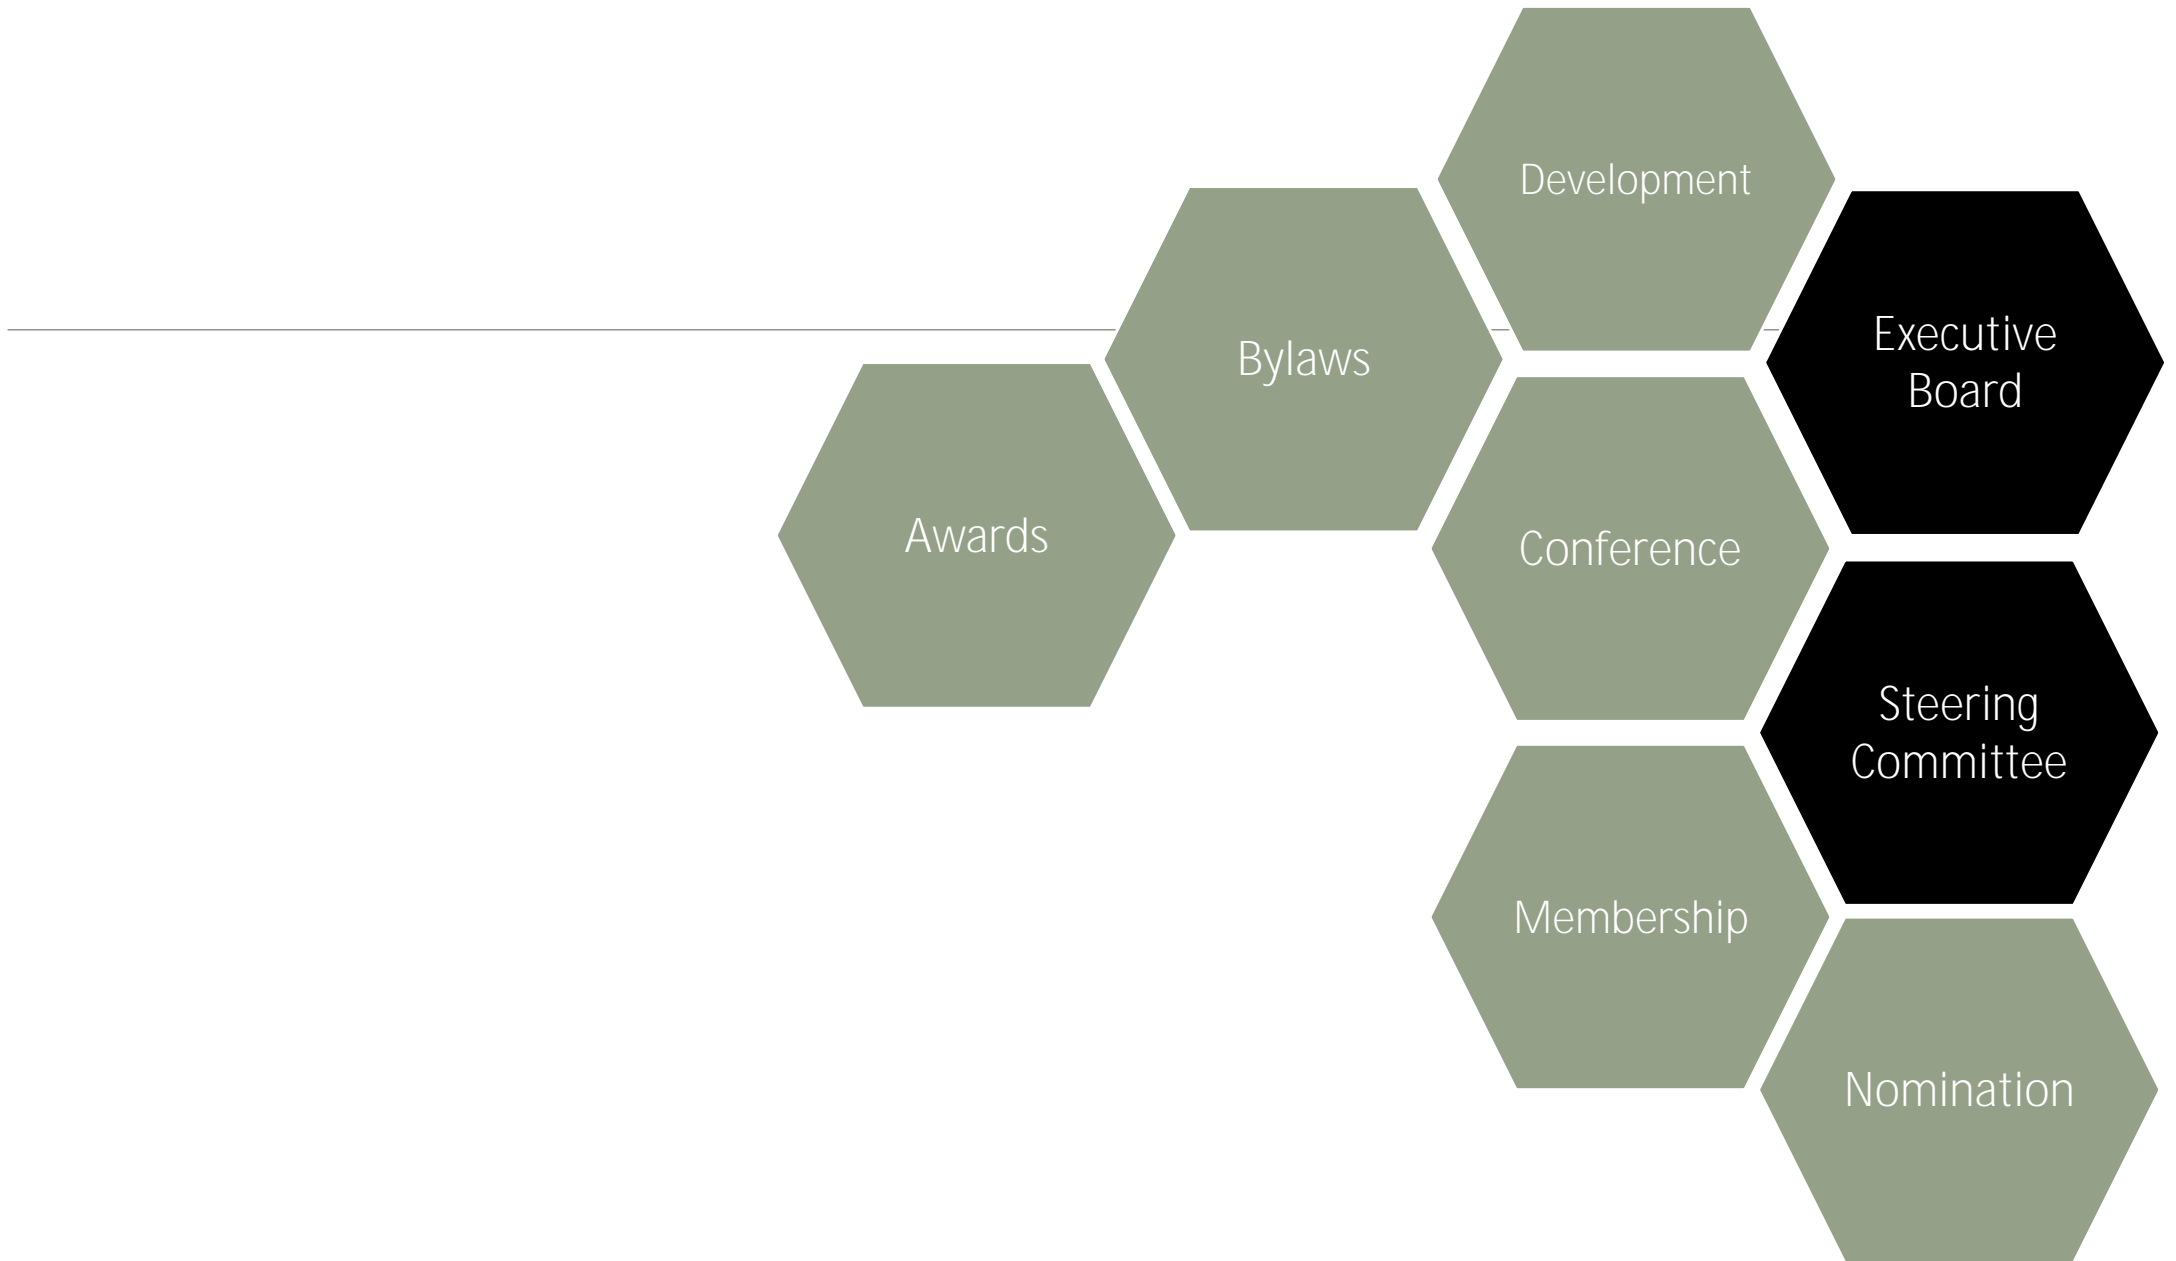 Development
Executive
Board
Bylaws
Awards
Conference
Steering
Committee
Membership
Nomination